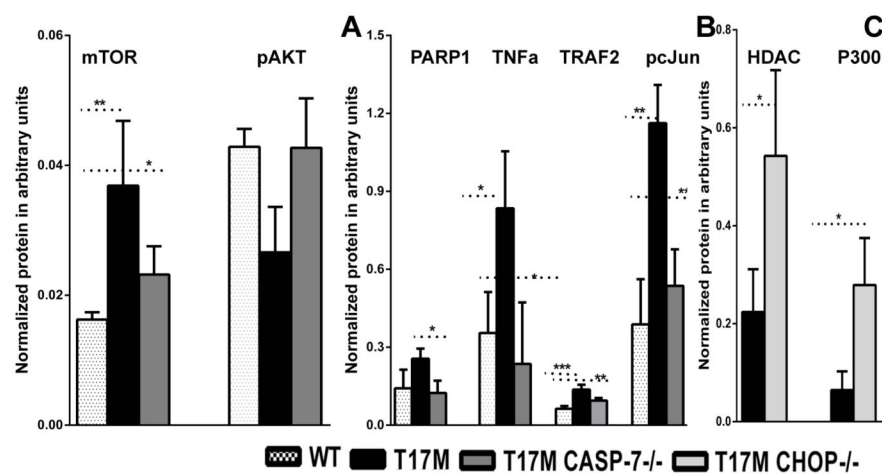 A
B
C
mTOR pAKT
PARP1 TNFa TRAF2 pcJun
HDAC P300
Normalized protein in arbitrary units
0.06
0.04
0.02
0.00
**
*
Normalized protein in arbitrary units
1.5
1.2
0.9
0.6
0.3
0.0
*
*
*
***
**
**
**
Normalized protein in arbitrary units
0.8
0.6
0.4
0.2
0.0
*
*
WT T17M T17M CASP-7-/- T17M CHOP-/-